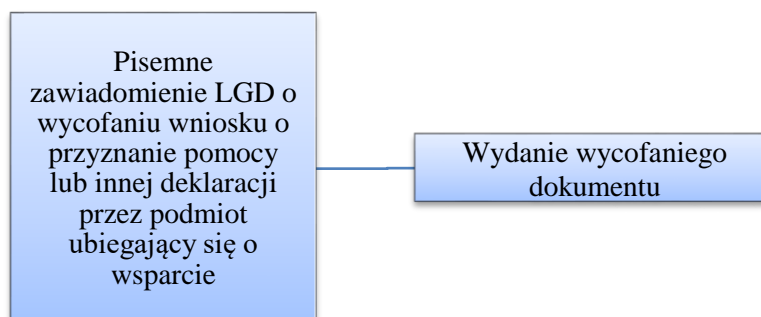 Pisemne
zawiadomienie LGD o
wycofaniu wniosku o
przyznanie pomocy
lub innej deklaracji
przez podmiot
ubiegający się o
wsparcie
Wydanie wycofaniego
dokumentu